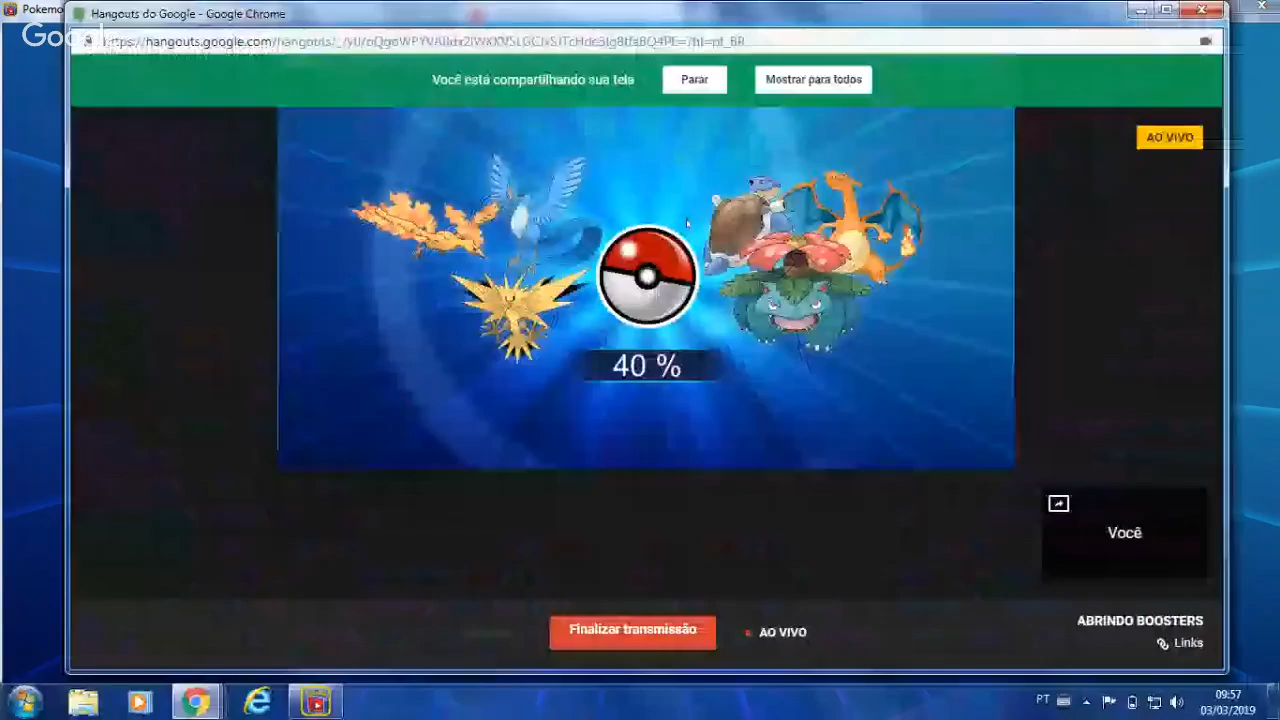 Pokemo
Hangouts do Google - Google Chrome
Você está compartilhando sua tela
Parar
Mostrar para todos
AO VIVO
40 %
Você
Finalizar transmissão
AO VIVO
ABRINDO BOOSTERS
Links
PT
09:57
03/03/2019